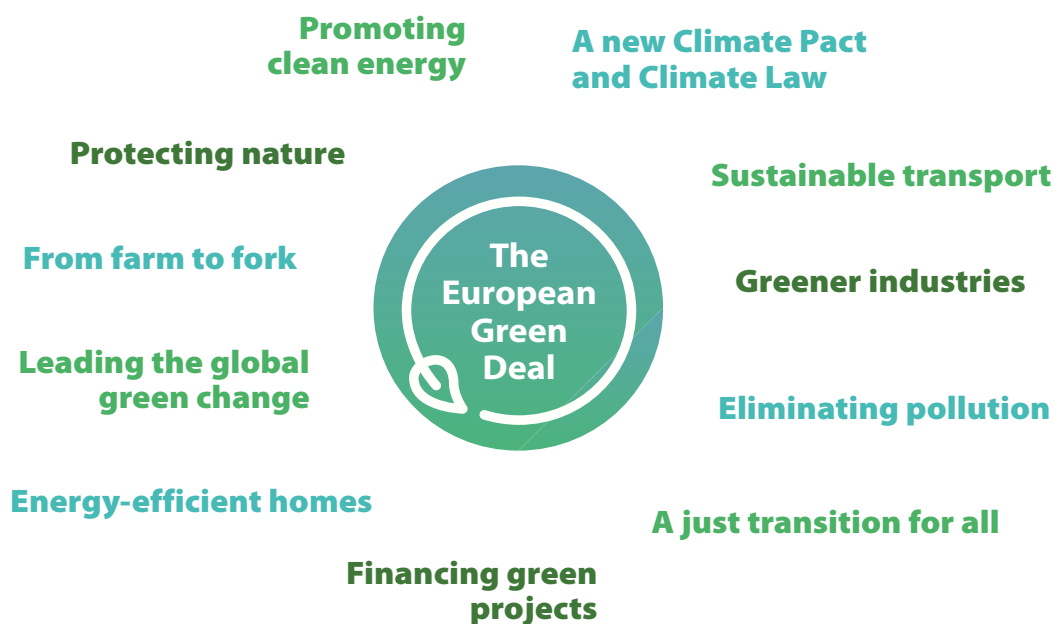 Promoting
clean energy
A new Climate Pact
and Climate Law
Protecting nature
Sustainable transport
From farm to fork
The
European
Green
Deal
Greener industries
Leading the global
green change
Eliminating pollution
Energy-efficient homes
A just transition for all
Financing green
projects